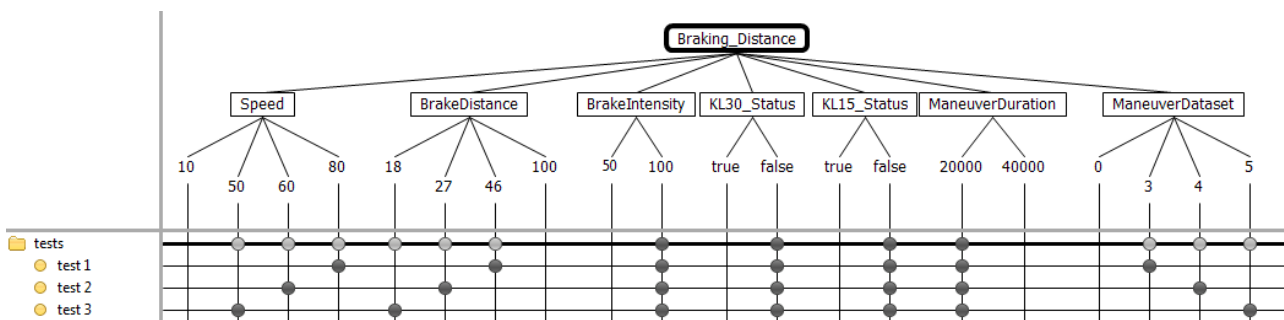 Braking_Distance
Speed BrakeDistance BrakeIntensity KL30_Status KL15_Status ManeuverDuration ManeuverDataset
10 80 18 100 50 100 true false true false 20000 40000 0 5
50 60 27 46 3 4
tests
test 1
test 2
test 3